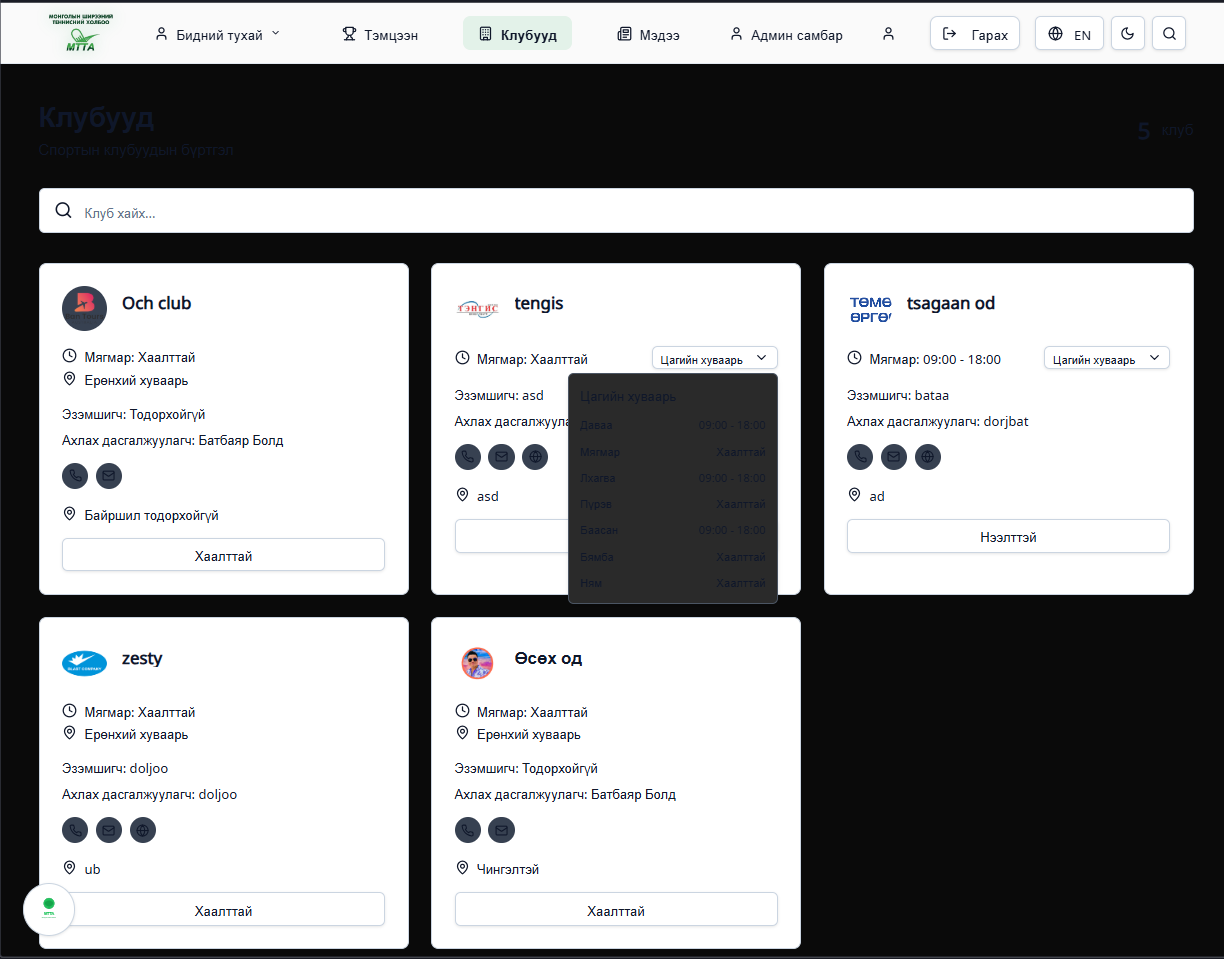 МОНГОЛЫН ШИРЭЭНИЙ
ТЕННИСНИЙ ХОЛБОО
МТТА
Бидний тухай
Тэмцээн
Клубууд
Мэдээ
Админ самбар
Гарах
EN
Клубууд
Спортын клубуудын бүртгэл
5 клуб
Клуб хайх...
Och club
Мягмар: Хаалттай
Ерөнхий хуваарь
Эзэмшигч: Тодорхойгүй
Ахлах дасгалжуулагч: Батбаяр Болд
Байршил тодорхойгүй
Хаалттай
ТЭНГИС
tengis
Мягмар: Хаалттай
Цагийн хуваарь
Эзэмшигч: asd
Ахлах дасгалжуула
asd
Цагийн хуваарь
Даваа 09:00 - 18:00
Мягмар Хаалттай
Лхагва 09:00 - 18:00
Пүрэв Хаалттай
Баасан 09:00 - 18:00
Бямба Хаалттай
Ням Хаалттай
ТӨМӨ
ӨРГӨ
tsagaan od
Мягмар: 09:00 - 18:00
Цагийн хуваарь
Эзэмшигч: bataa
Ахлах дасгалжуулагч: dorjbat
ad
Нээлттэй
zesty
Мягмар: Хаалттай
Ерөнхий хуваарь
Эзэмшигч: doljoo
Ахлах дасгалжуулагч: doljoo
ub
Хаалттай
Өсөх од
Мягмар: Хаалттай
Ерөнхий хуваарь
Эзэмшигч: Тодорхойгүй
Ахлах дасгалжуулагч: Батбаяр Болд
Чингэлтэй
Хаалттай
МТТА